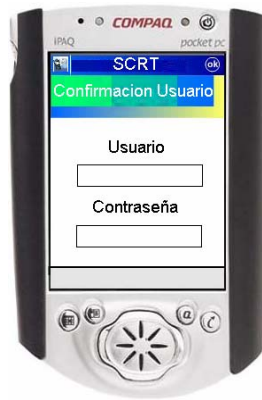 COMPAQ
iPAQ pocket pc
SCRT ok
Confirmacion Usuario
Usuario
Contraseña